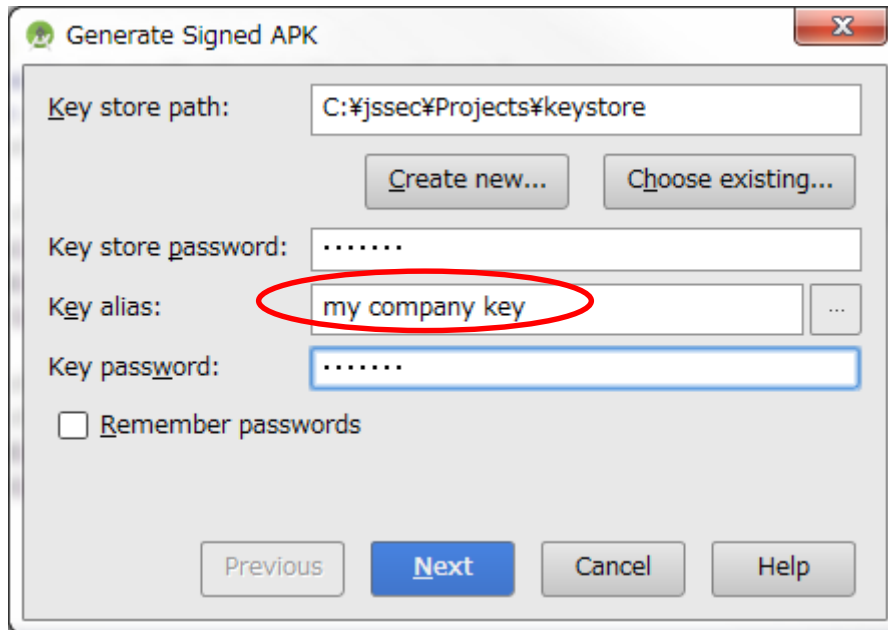 Generate Signed APK
Key store path: C:¥jssec¥Projects¥keystore
Create new... Choose existing...
Key store password: ·······
Key alias: my company key ...
Key password: ·······
Remember passwords
Previous Next Cancel Help